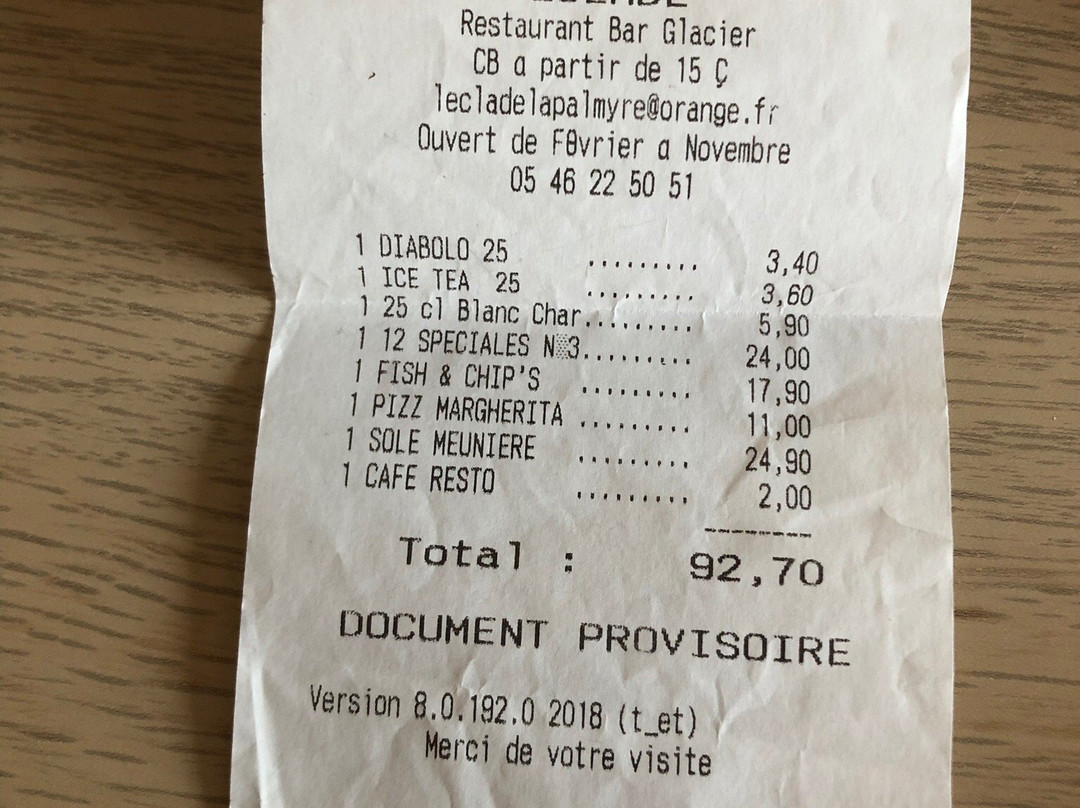 Restaurant Bar Glacier
CB a partir de 15 Ç
lecladelapalmyre@orange.fr
Ouvert de Fθvrier a Novembre
05 46 22 50 51
1 DIABOLO 25 ......... 3,40
1 ICE TEA 25 ......... 3,60
1 25 cl Blanc Char......... 5,90
1 12 SPECIALES N▒3......... 24,00
1 FISH & CHIP'S ......... 17,90
1 PIZZ MARGHERITA ......... 11,00
1 SOLE MEUNIERE ......... 24,90
1 CAFE RESTO ......... 2,00
--------
Total : 92,70
DOCUMENT PROVISOIRE
Version 8.0.192.0 2018 (t_et)
Merci de votre visite